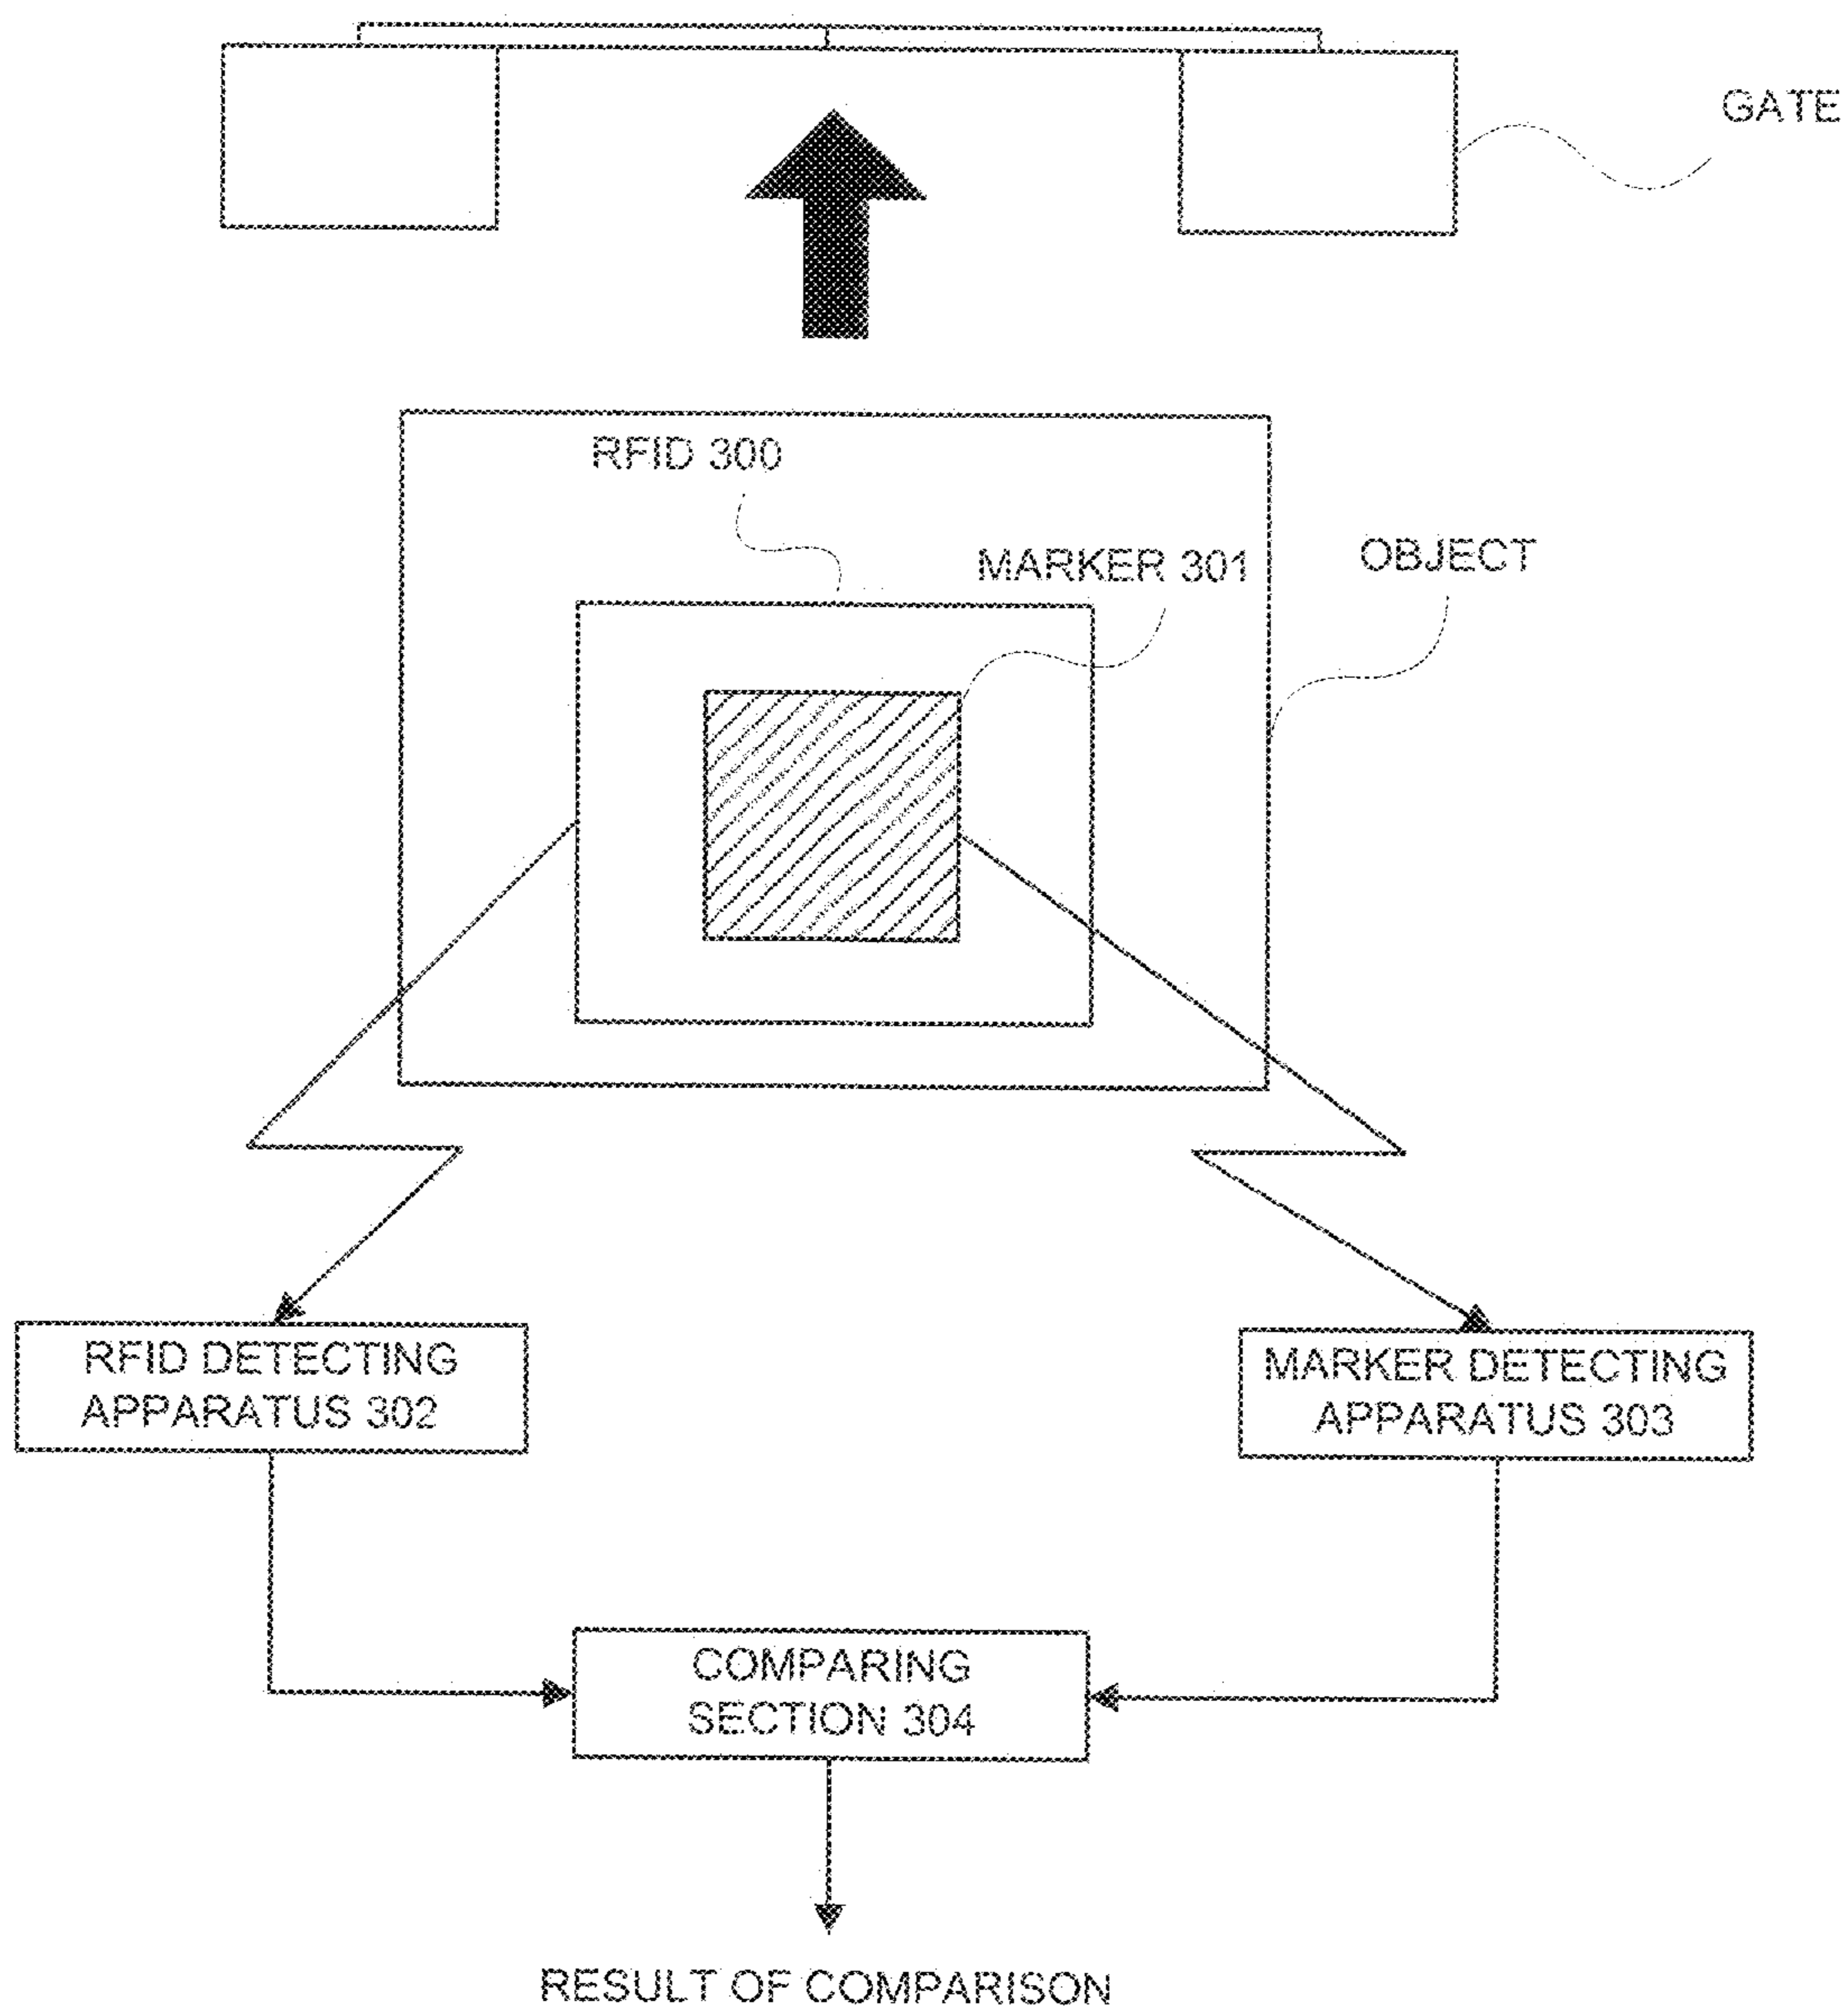 GATE
RFID 300
MARKER 301
OBJECT
RFID DETECTING
APPARATUS 302
MARKER DETECTING
APPARATUS 303
COMPARING
SECTION 304
RESULT OF COMPARISON